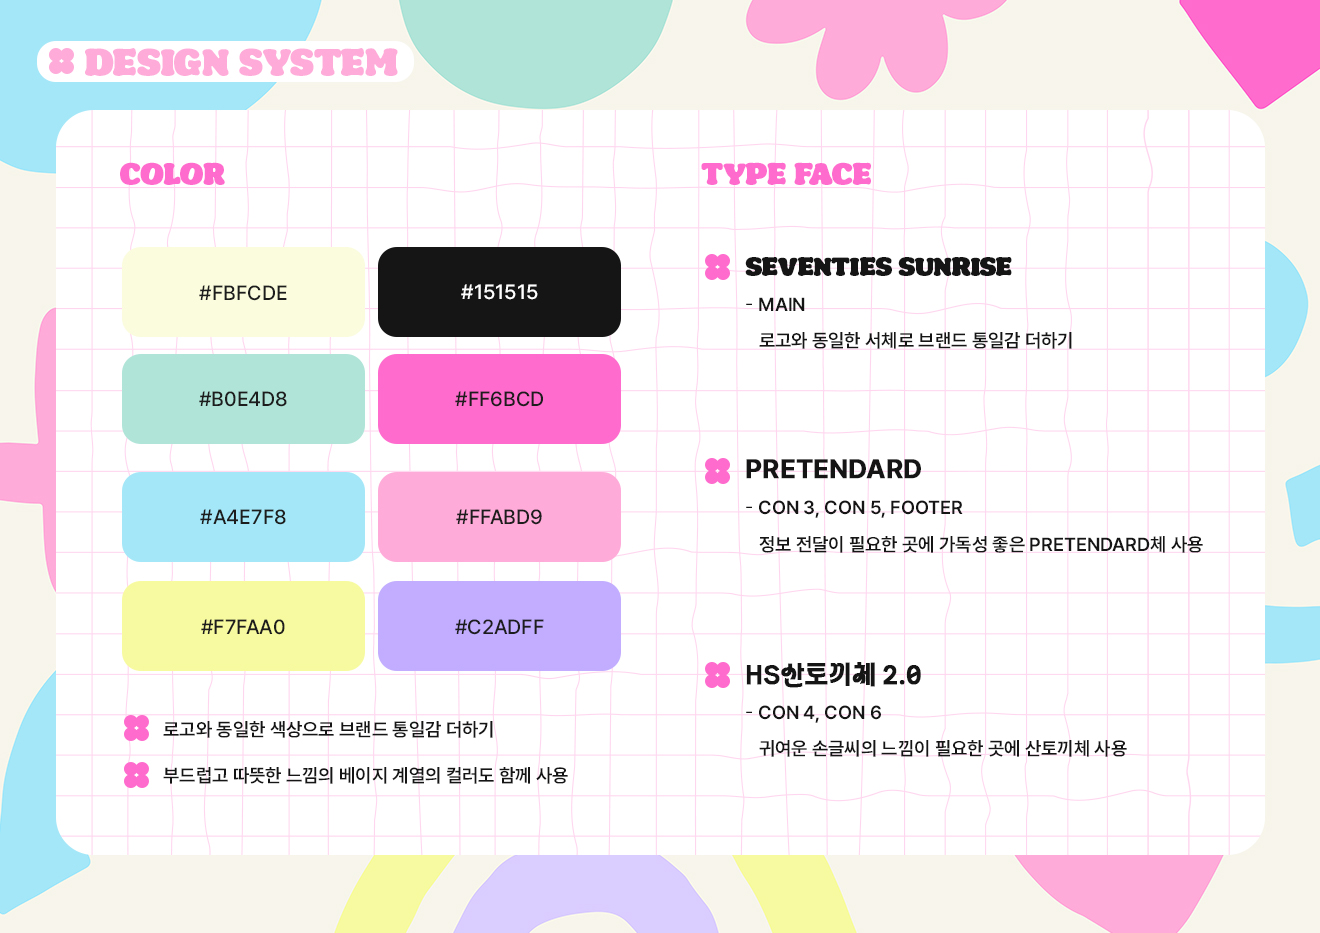 DESIGN SYSTEM
COLOR
#FBFCDE
#151515
#B0E4D8
#FF6BCD
#A4E7F8
#FFABD9
#F7FAA0
#C2ADFF
로고와 동일한 색상으로 브랜드 통일감 더하기
부드럽고 따뜻한 느낌의 베이지 계열의 컬러도 함께 사용
TYPE FACE
SEVENTIES SUNRISE
- MAIN
로고와 동일한 서체로 브랜드 통일감 더하기
PRETENDARD
- CON 3, CON 5, FOOTER
정보 전달이 필요한 곳에 가독성 좋은 PRETENDARD체 사용
HS산토끼체 2.0
- CON 4, CON 6
귀여운 손글씨의 느낌이 필요한 곳에 산토끼체 사용